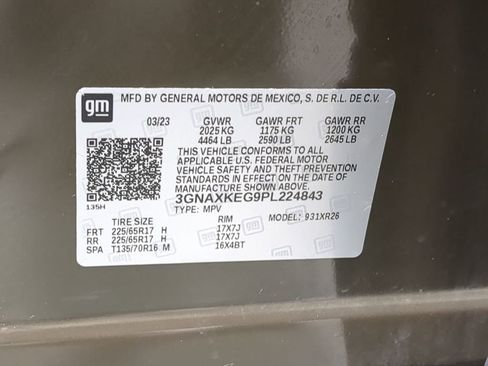 gm
MFD BY GENERAL MOTORS DE MEXICO, S. DE R.L. DE C.V.
03/23 GVWR GAWR FRT GAWR RR
2025 KG 1175 KG 1200 KG
4464 LB 2590 LB 2645 LB
THIS VEHICLE CONFORMS TO ALL
APPLICABLE U.S. FEDERAL MOTOR
VEHICLE SAFETY AND THEFT PREVENTION
STANDARDS IN EFFECT ON THE DATE OF
MANUFACTURE SHOWN ABOVE.
135H 3GNAXKEG9PL224843
TYPE: MPV MODEL: 931XR26
TIRE SIZE RIM
FRT 225/65R17 H 17X7J
RR 225/65R17 H 17X7J
SPA T135/70R16 M 16X4BT